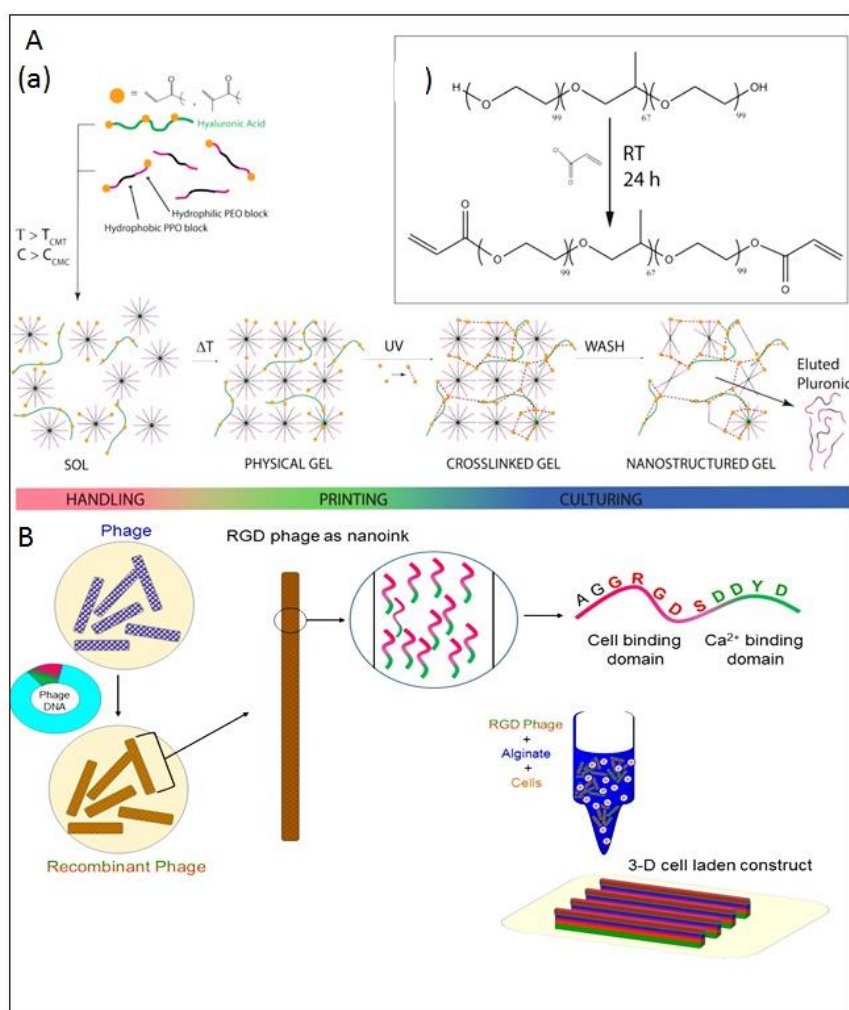 A
(a)
= , 
Hyaluronic Acid
Hydrophilic PEO block
Hydrophobic PPO block
T > T_CMT
C > C_CMC
)
H O O O OH
99 67 99
Cl O
RT
24 h
O O O O O O
99 67 99
ΔT
UV
WASH
Eluted
Pluronic
SOL
PHYSICAL GEL
CROSSLINKED GEL
NANOSTRUCTURED GEL
HANDLING
PRINTING
CULTURING
B
Phage
RGD phage as nanoink
A G G R G D S D D Y D
Cell binding
domain
Ca²⁺ binding
domain
Phage
DNA
Recombinant Phage
RGD Phage
+
Alginate
+
Cells
3-D cell laden construct